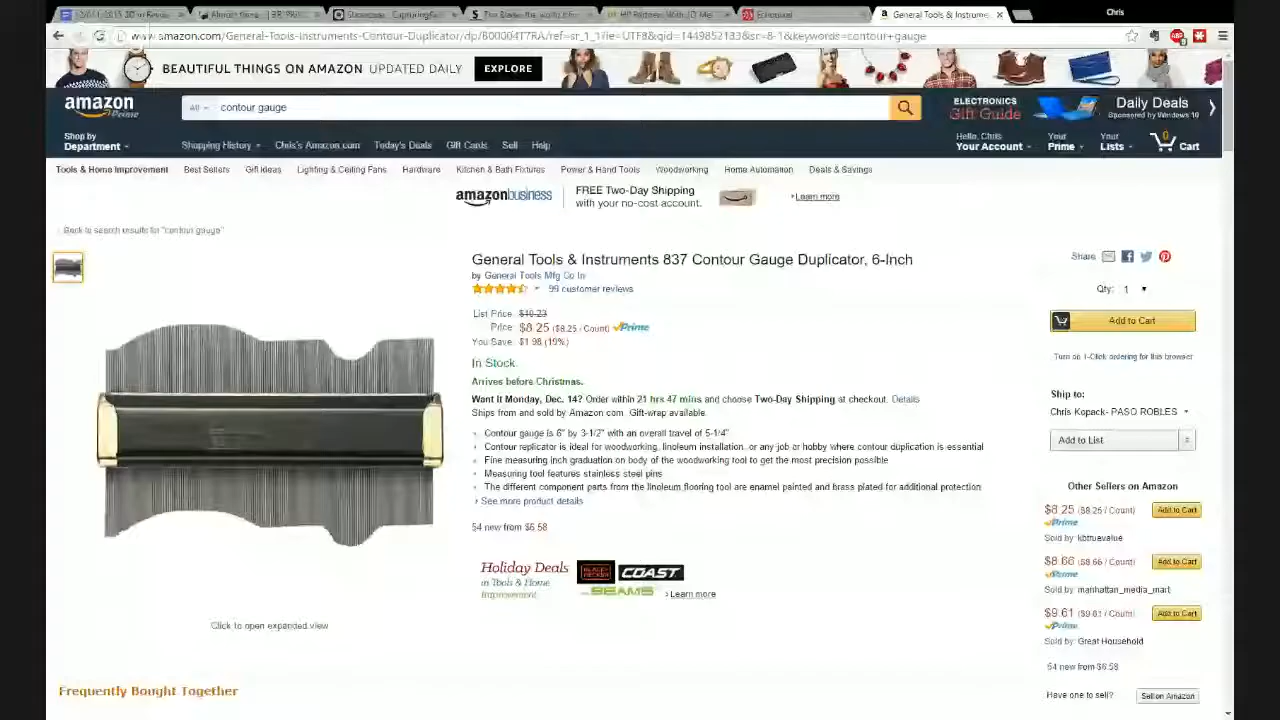 General Tools & Instrume
Chris
www.amazon.com/General-Tools-Instruments-Contour-Duplicator/dp/B00004T7RA/ref=sr_1_1?ie=UTF8&qid=1449852183&sr=8-1&keywords=contour+gauge
BEAUTIFUL THINGS ON AMAZON UPDATED DAILY EXPLORE
amazon Prime
All contour gauge
ELECTRONICS Gift Guide
Daily Deals
Sponsored by Windows 10
Shop by
Department
Shopping History Chris's Amazon.com Today's Deals Gift Cards Sell Help
Hello, Chris
Your Account
Your
Prime
Your
Lists
0
Cart
Tools & Home Improvement Best Sellers Gift Ideas Lighting & Ceiling Fans Hardware Kitchen & Bath Fixtures Power & Hand Tools Woodworking Home Automation Deals & Savings
amazonbusiness
FREE Two-Day Shipping
with your no-cost account.
Learn more
Back to search results for "contour gauge"
General Tools & Instruments 837 Contour Gauge Duplicator, 6-Inch
by General Tools Mfg Co In
99 customer reviews
List Price: $10.23
Price: $8.25 ($8.25 / Count) Prime
You Save: $1.98 (19%)
In Stock.
Arrives before Christmas.
Want it Monday, Dec. 14? Order within 21 hrs 47 mins and choose Two-Day Shipping at checkout. Details
Ships from and sold by Amazon.com. Gift-wrap available.
Contour gauge is 6" by 3-1/2" with an overall travel of 5-1/4"
Contour replicator is ideal for woodworking, linoleum installation, or any job or hobby where contour duplication is essential
Fine measuring inch graduation on body of the woodworking tool to get the most precision possible
Measuring tool features stainless steel pins
The different component parts from the linoleum flooring tool are enamel painted and brass plated for additional protection
See more product details
54 new from $6.58
Holiday Deals
in Tools & Home
Improvement
BLACK+DECKER COAST
BEAMS
Learn more
Click to open expanded view
Frequently Bought Together
Share
Qty: 1
Add to Cart
Turn on 1-Click ordering for this browser
Ship to:
Chris Kopack- PASO ROBLES
Add to List
Other Sellers on Amazon
$8.25 ($8.25 / Count) Add to Cart
Prime
Sold by: kbtruevalue
$8.66 ($8.66 / Count) Add to Cart
Prime
Sold by: manhattan_media_mart
$9.61 ($9.61 / Count) Add to Cart
Prime
Sold by: Great Household
54 new from $6.58
Have one to sell? Sell on Amazon